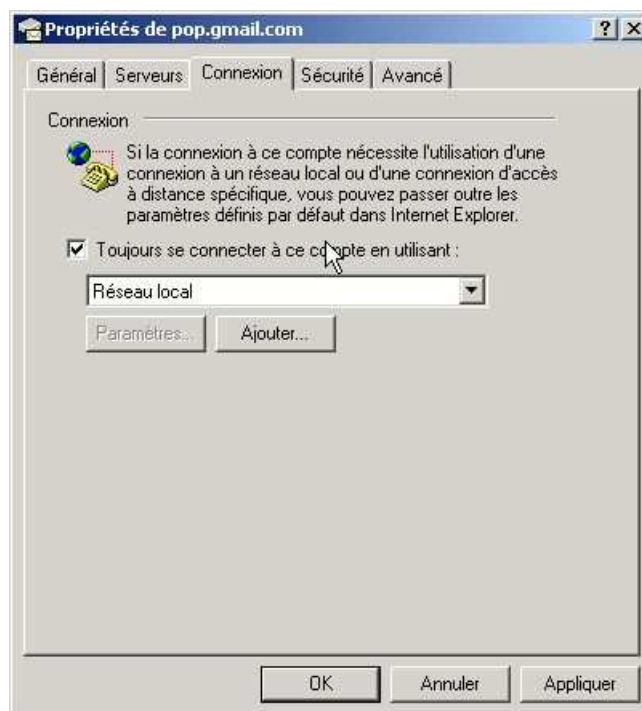 Propriétés de pop.gmail.com
Général Serveurs Connexion Sécurité Avancé
Connexion
Si la connexion à ce compte nécessite l'utilisation d'une
connexion à un réseau local ou d'une connexion d'accès
à distance spécifique, vous pouvez passer outre les
paramètres définis par défaut dans Internet Explorer.
Toujours se connecter à ce compte en utilisant :
Réseau local
Paramètres... Ajouter...
OK Annuler Appliquer